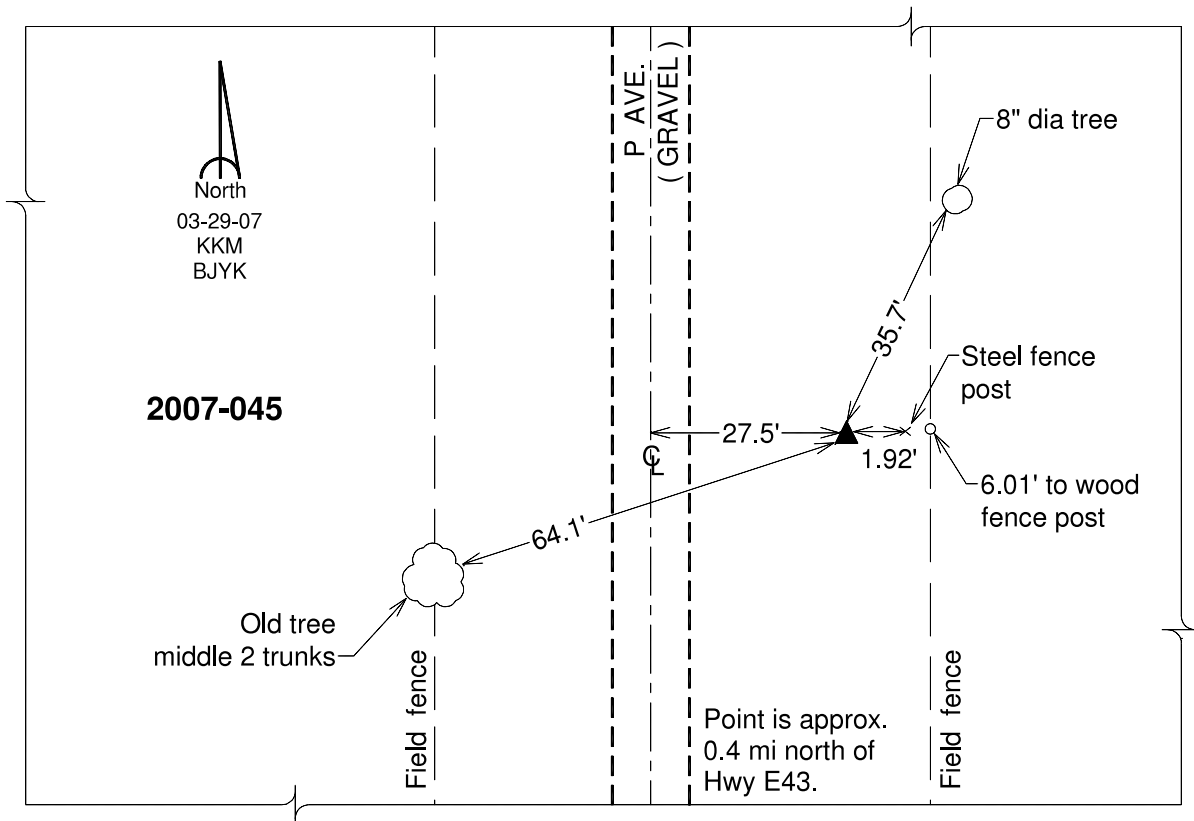 P AVE.
( GRAVEL )
8" dia tree
North
03-29-07
KKM
BJYK
35.7'
Steel fence
post
2007-045
27.5'
1.92'
℄
6.01' to wood
fence post
64.1'
Old tree
middle 2 trunks
Field fence
Point is approx.
0.4 mi north of
Hwy E43.
Field fence